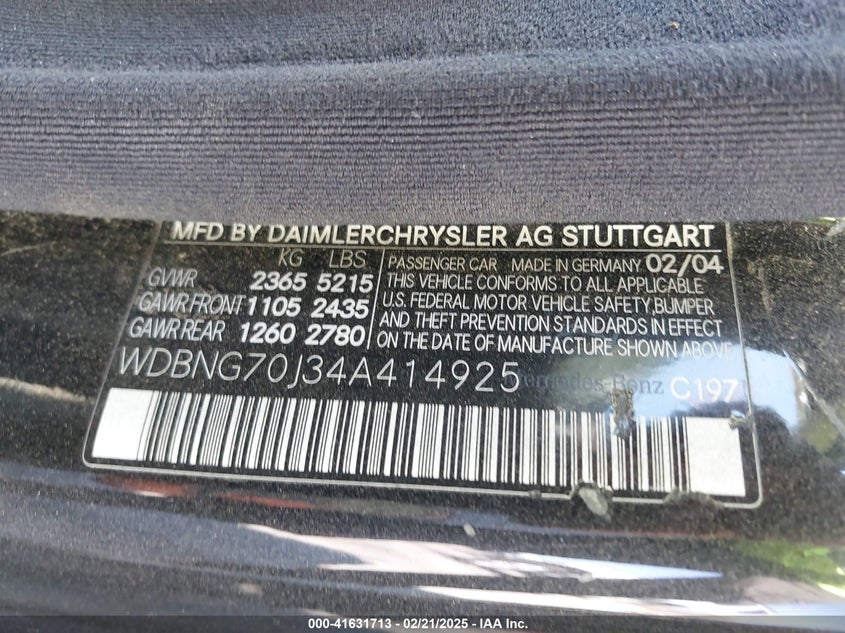 MFD BY DAIMLERCHRYSLER AG STUTTGART
KG LBS
GVWR 2365 5215
GAWR FRONT 1105 2435
GAWR REAR 1260 2780
PASSENGER CAR MADE IN GERMANY 02/04
THIS VEHICLE CONFORMS TO ALL APPLICABLE
U.S. FEDERAL MOTOR VEHICLE SAFETY, BUMPER
AND THEFT PREVENTION STANDARDS IN EFFECT
ON THE DATE OF MANUFACTURE SHOWN ABOVE
WDBNG70J34A414925
Mercedes-Benz C197
000-41631713 - 02/21/2025 - IAA, Inc.